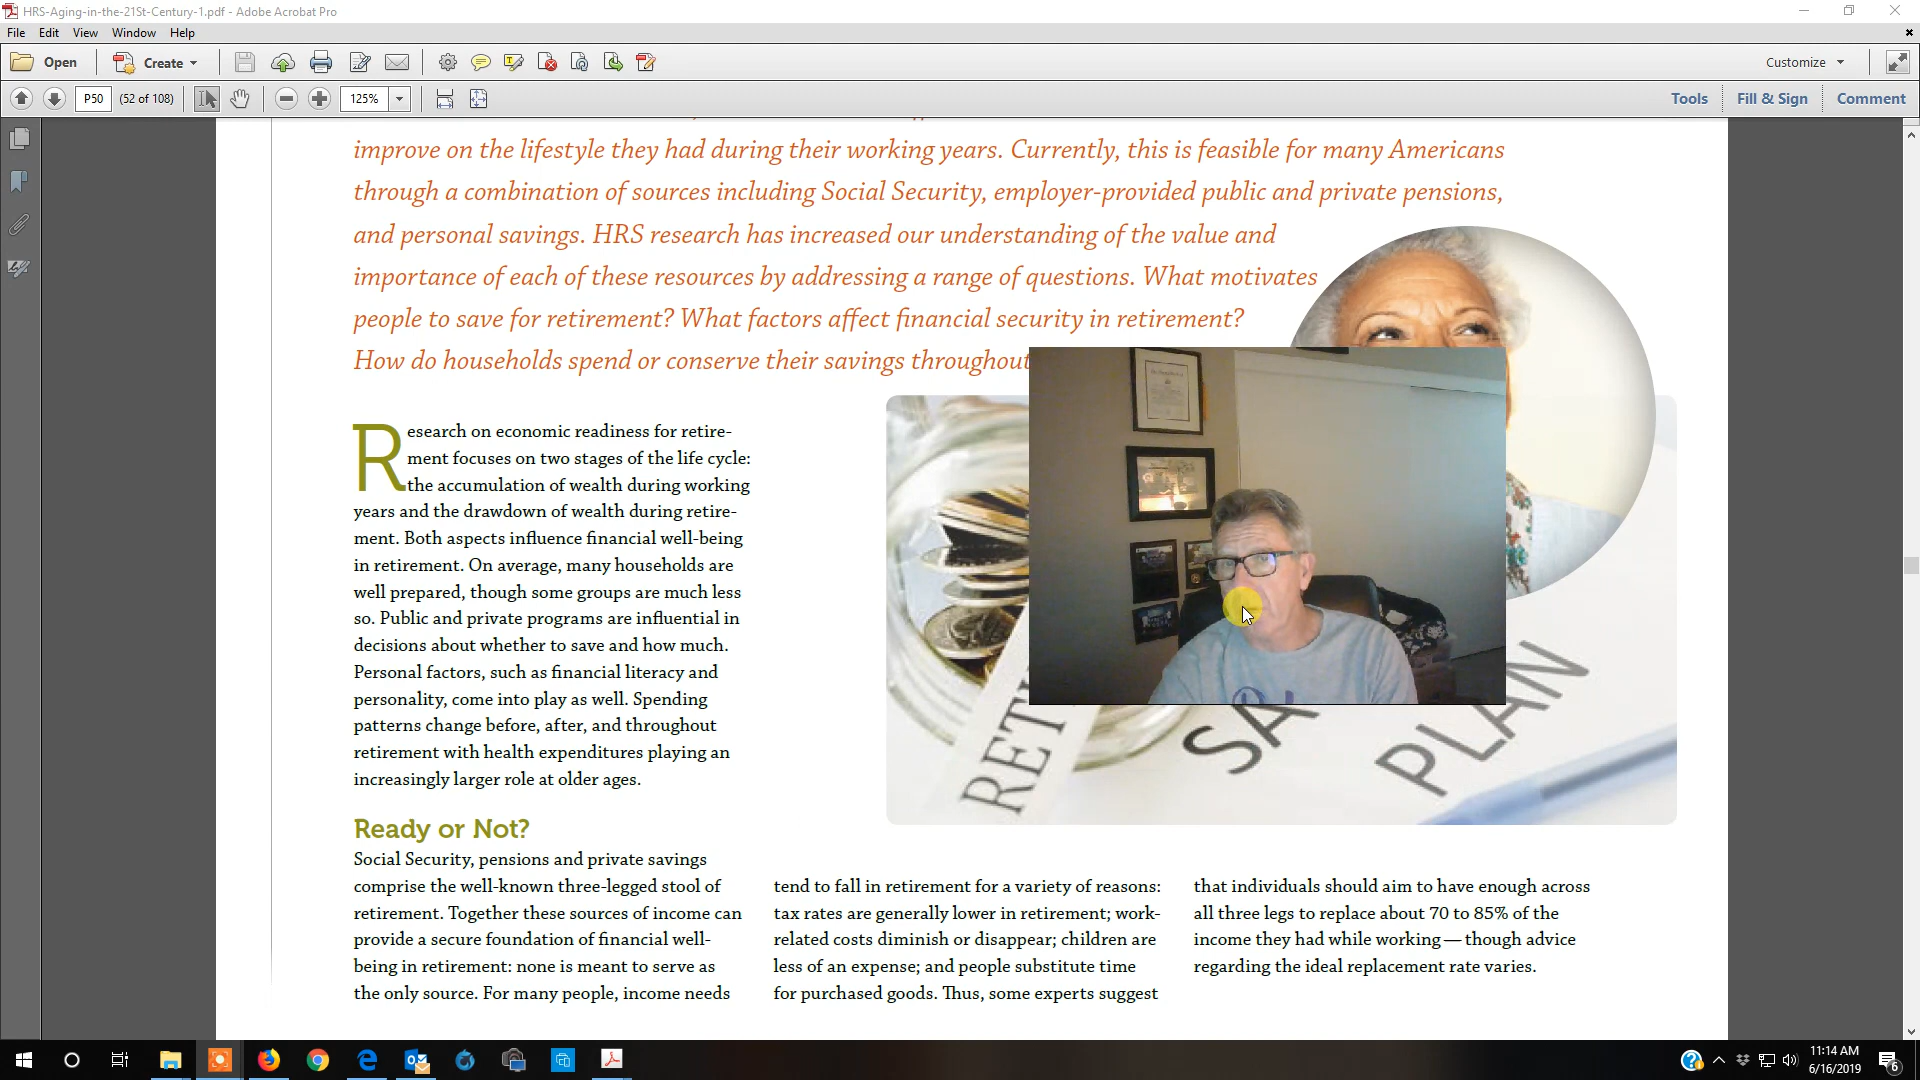 HRS-Aging-in-the-21St-Century-1.pdf - Adobe Acrobat Pro
File Edit View Window Help
Open Create Customize
P50 (52 of 108) 125% Tools Fill & Sign Comment
improve on the lifestyle they had during their working years. Currently, this is feasible for many Americans
through a combination of sources including Social Security, employer-provided public and private pensions,
and personal savings. HRS research has increased our understanding of the value and
importance of each of these resources by addressing a range of questions. What motivates
people to save for retirement? What factors affect financial security in retirement?
How do households spend or conserve their savings throughout
Research on economic readiness for retire-
ment focuses on two stages of the life cycle:
the accumulation of wealth during working
years and the drawdown of wealth during retire-
ment. Both aspects influence financial well-being
in retirement. On average, many households are
well prepared, though some groups are much less
so. Public and private programs are influential in
decisions about whether to save and how much.
Personal factors, such as financial literacy and
personality, come into play as well. Spending
patterns change before, after, and throughout
retirement with health expenditures playing an
increasingly larger role at older ages.
RET
SA
PLAN
Ready or Not?
Social Security, pensions and private savings
comprise the well-known three-legged stool of
retirement. Together these sources of income can
provide a secure foundation of financial well-
being in retirement: none is meant to serve as
the only source. For many people, income needs
tend to fall in retirement for a variety of reasons:
tax rates are generally lower in retirement; work-
related costs diminish or disappear; children are
less of an expense; and people substitute time
for purchased goods. Thus, some experts suggest
that individuals should aim to have enough across
all three legs to replace about 70 to 85% of the
income they had while working — though advice
regarding the ideal replacement rate varies.
11:14 AM
6/16/2019
6